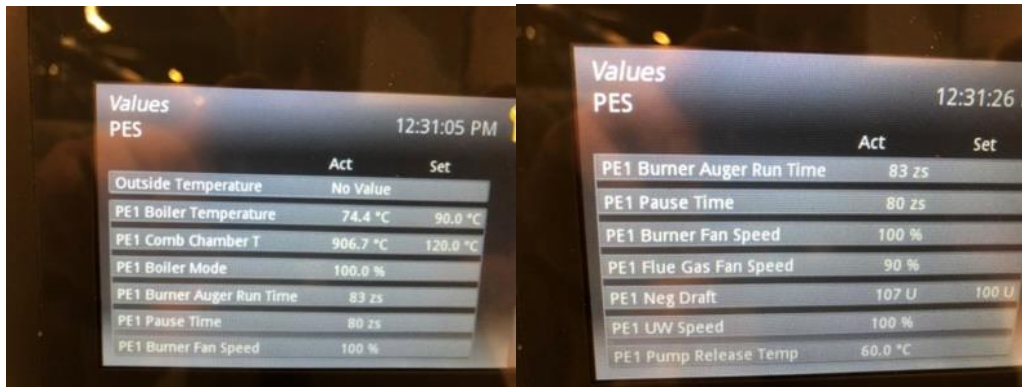 Values
PES 12:31:05 PM
Act Set
Outside Temperature No Value
PE1 Boiler Temperature 74.4 °C 90.0 °C
PE1 Comb Chamber T 906.7 °C 120.0 °C
PE1 Boiler Mode 100.0 %
PE1 Burner Auger Run Time 83 zs
PE1 Pause Time 80 zs
PE1 Burner Fan Speed 100 %
Values
PES 12:31:26
Act Set
PE1 Burner Auger Run Time 83 zs
PE1 Pause Time 80 zs
PE1 Burner Fan Speed 100 %
PE1 Flue Gas Fan Speed 90 %
PE1 Neg Draft 107 U 100 U
PE1 UW Speed 100 %
PE1 Pump Release Temp 60.0 °C